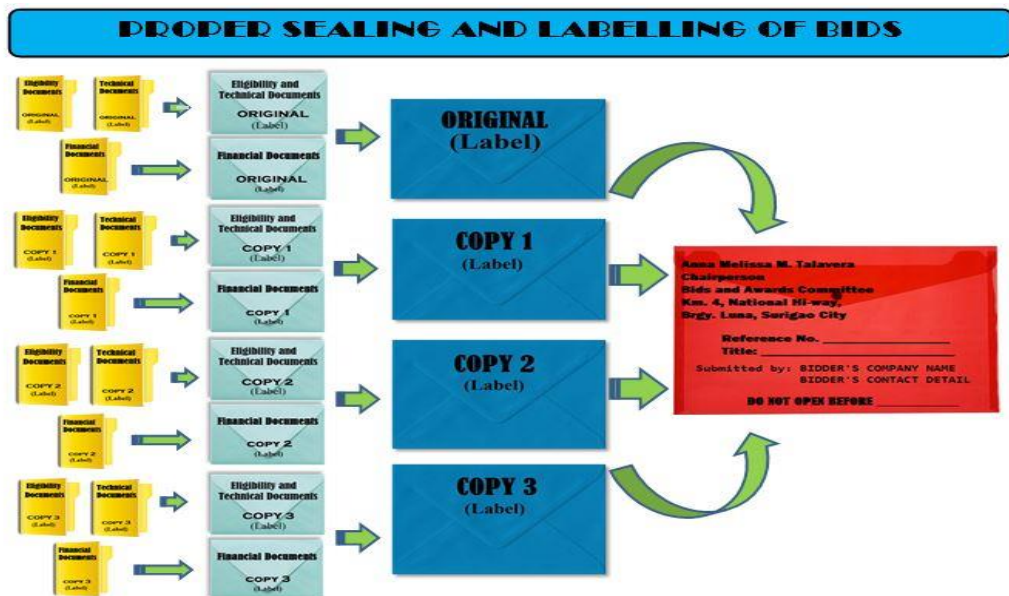 PROPER SEALING AND LABELLING OF BIDS
Eligibility
Documents
ORIGINAL
(Label)
Technical
Documents
ORIGINAL
(Label)
Eligibility and
Technical Documents
ORIGINAL
(Label)
Financial
Documents
ORIGINAL
(Label)
Financial Documents
ORIGINAL
(Label)
ORIGINAL
(Label)
Eligibility
Documents
COPY 1
(Label)
Technical
Documents
COPY 1
(Label)
Eligibility and
Technical Documents
COPY 1
(Label)
Financial
Documents
COPY 1
(Label)
Financial Documents
COPY 1
(Label)
COPY 1
(Label)
Eligibility
Documents
COPY 2
(Label)
Technical
Documents
COPY 2
(Label)
Eligibility and
Technical Documents
COPY 2
(Label)
Financial
Documents
COPY 2
(Label)
Financial Documents
COPY 2
(Label)
COPY 2
(Label)
Eligibility
Documents
COPY 3
(Label)
Technical
Documents
COPY 3
(Label)
Eligibility and
Technical Documents
COPY 3
(Label)
Financial
Documents
COPY 3
(Label)
Financial Documents
COPY 3
(Label)
COPY 3
(Label)
Anna Melissa M. Talavera
Chairperson
Bids and Awards Committee
Km. 4, National Hi-way,
Brgy. Luna, Surigao City
Reference No. ____________________
Title: ______________________________
Submitted by: BIDDER'S COMPANY NAME
BIDDER'S CONTACT DETAIL
DO NOT OPEN BEFORE _____________